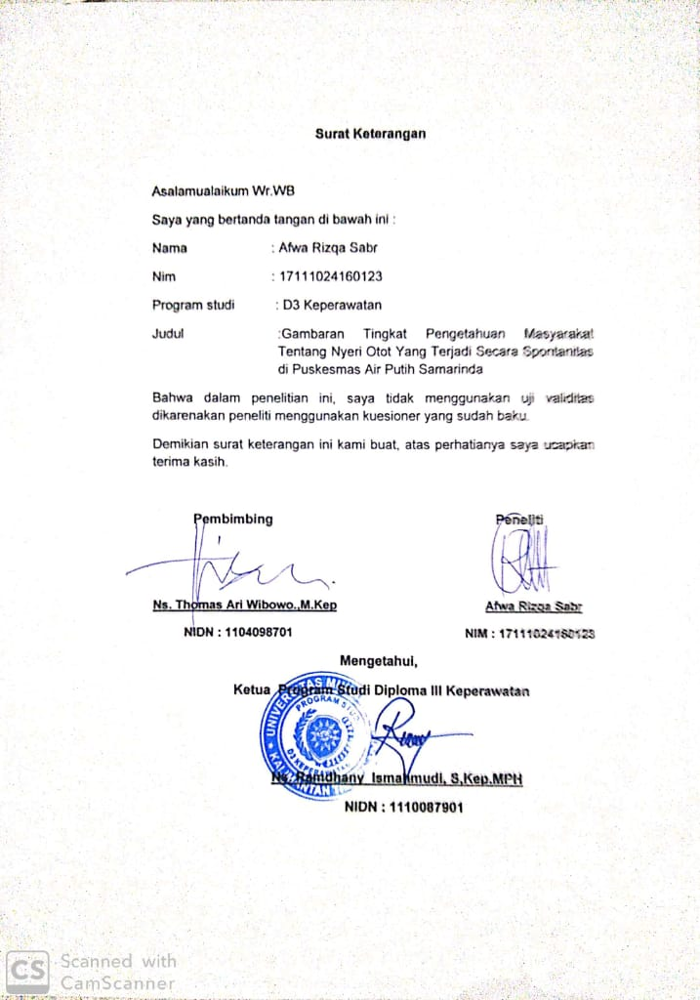 Surat Keterangan
Asalamualaikum Wr.WB
Saya yang bertanda tangan di bawah ini :
Nama : Afwa Rizqa Sabr
Nim : 17111024160123
Program studi : D3 Keperawatan
Judul :Gambaran Tingkat Pengetahuan Masyarakat
Tentang Nyeri Otot Yang Terjadi Secara Spontanitas
di Puskesmas Air Putih Samarinda
Bahwa dalam penelitian ini, saya tidak menggunakan uji validitas
dikarenakan peneliti menggunakan kuesioner yang sudah baku.
Demikian surat keterangan ini kami buat, atas perhatianya saya ucapkan
terima kasih.
Pembimbing Peneliti
Ns. Thomas Ari Wibowo.,M.Kep Afwa Rizqa Sabr
NIDN : 1104098701 NIM : 17111024160123
Mengetahui,
Ketua Program Studi Diploma III Keperawatan
UNIVERSITAS
PROGRAM STUDI
D3 KEPERAWATAN
KALIMANTAN
Ns. Ramdhany Ismahmudi, S,Kep.MPH
NIDN : 1110087901
CS Scanned with
CamScanner